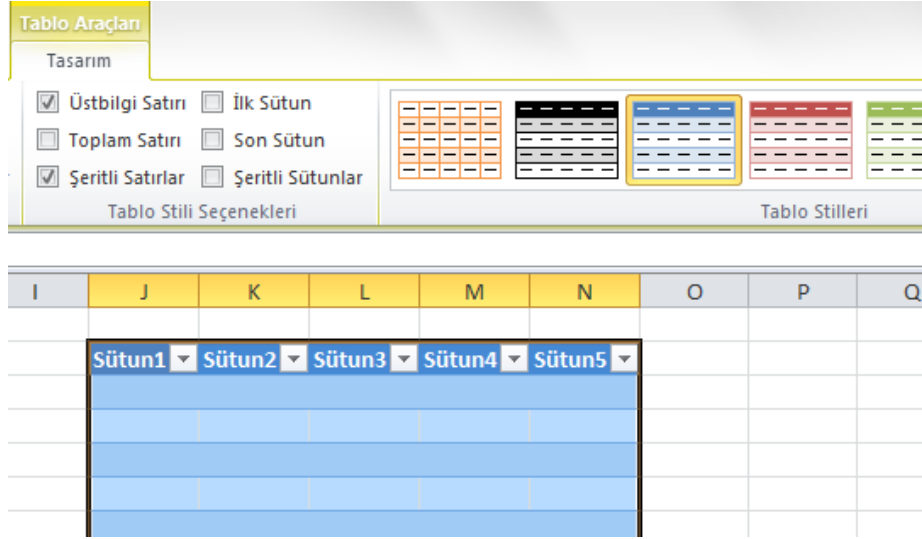 Tablo Araçları
Tasarım
Üstbilgi Satırı İlk Sütun
Toplam Satırı Son Sütun
Şeritli Satırlar Şeritli Sütunlar
Tablo Stili Seçenekleri Tablo Stilleri
I J K L M N O P Q
Sütun1 Sütun2 Sütun3 Sütun4 Sütun5